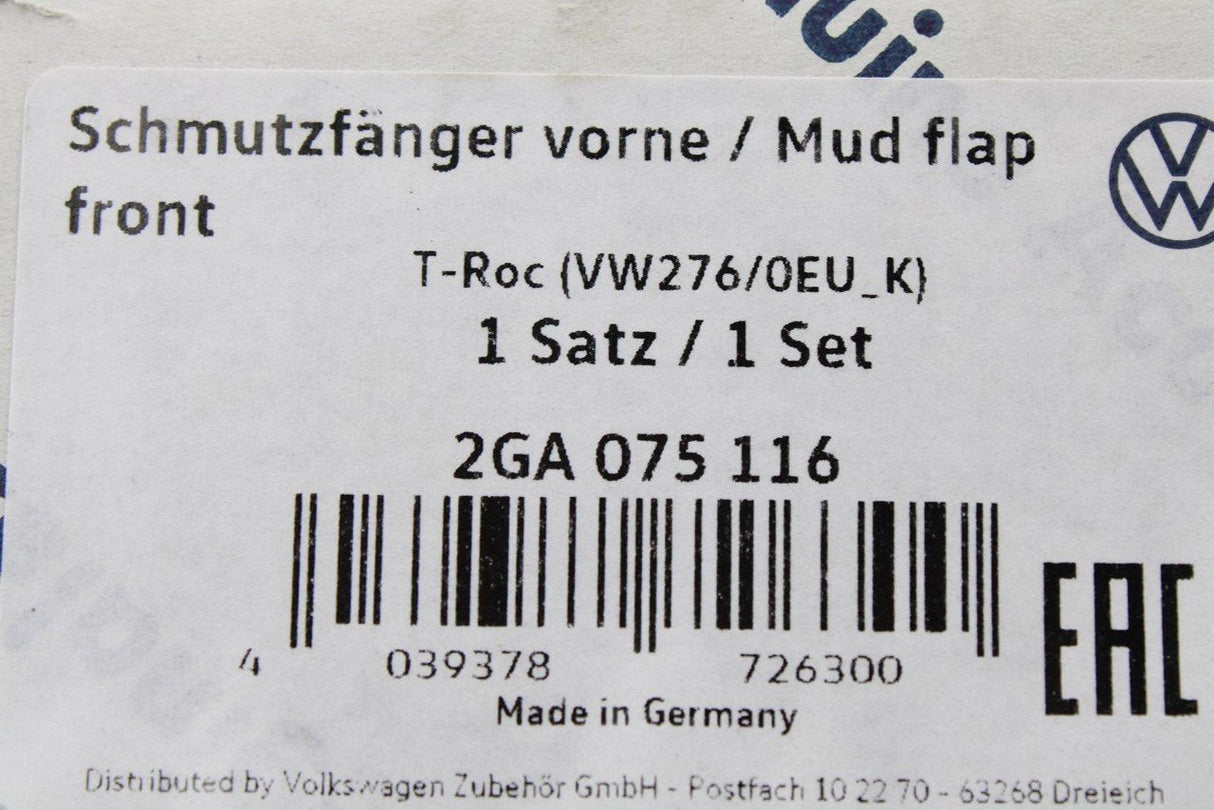 Schmutzfänger vorne / Mud flap
front
T-Roc (VW276/0EU_K)
1 Satz / 1 Set
2GA 075 116
4 039378 726300
EAC
Made in Germany
Distributed by Volkswagen Zubehör GmbH - Postfach 10 22 70 - 63268 Dreieich